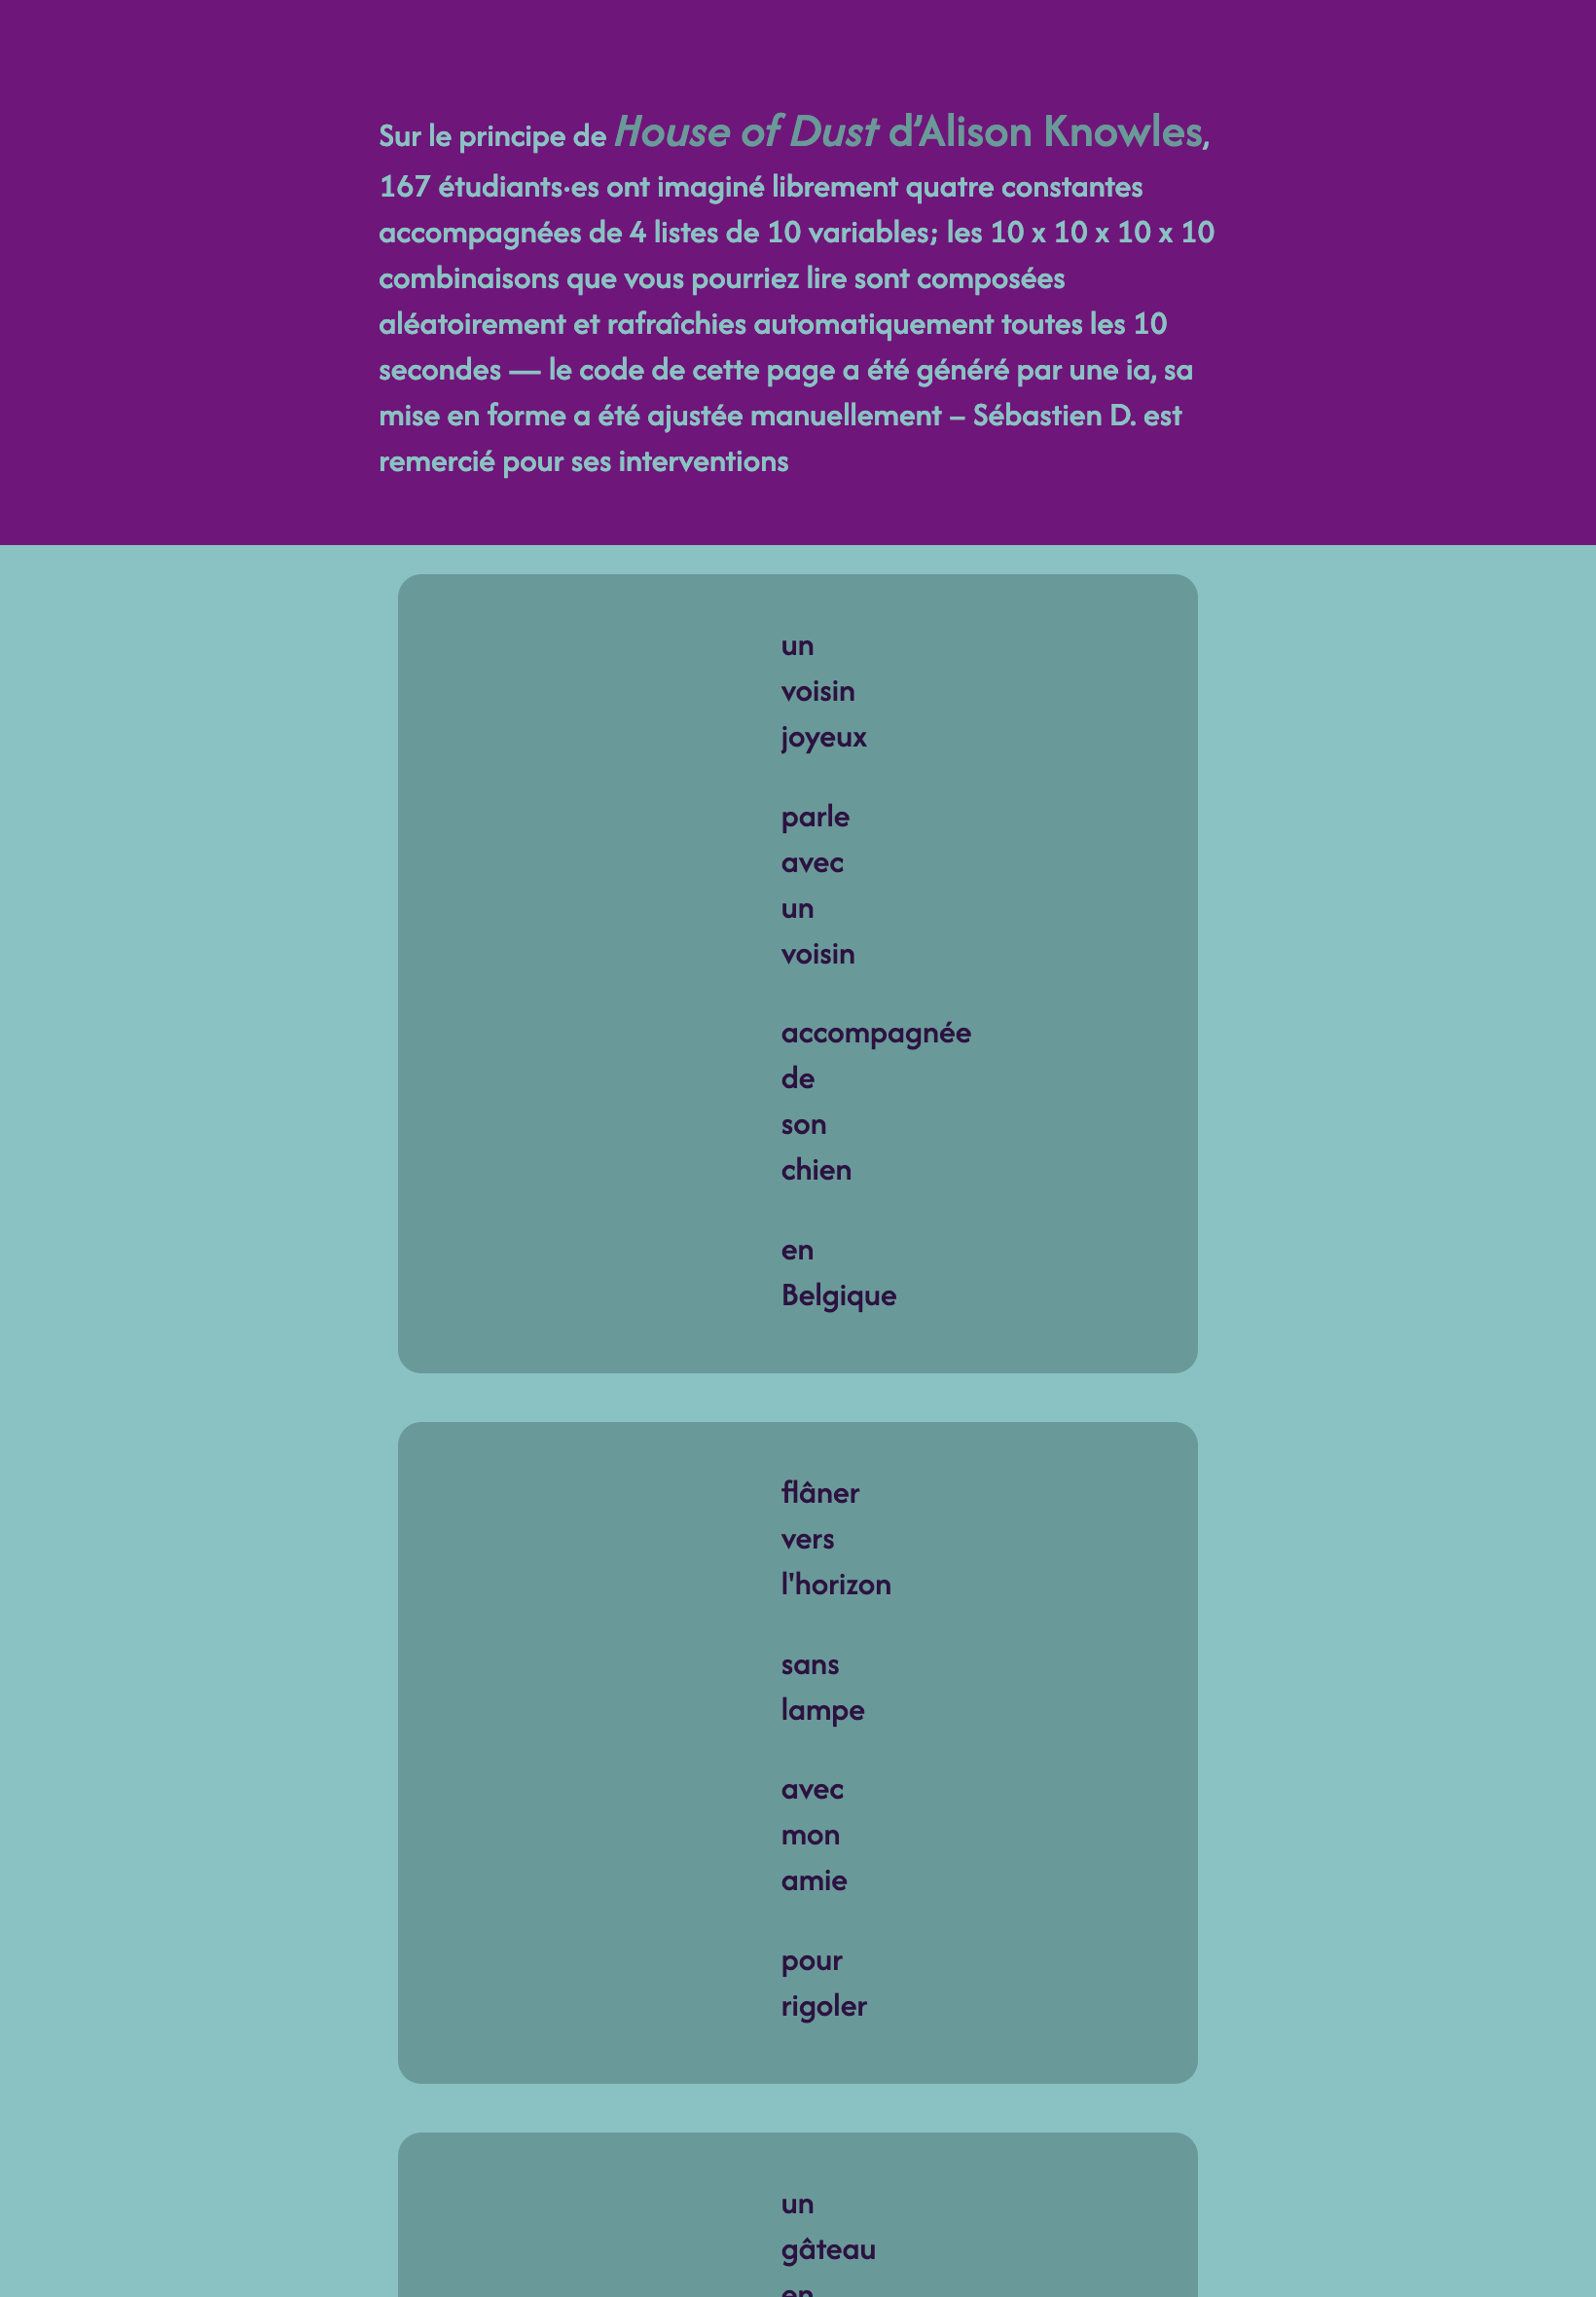 Sur le principe de House of Dust d’Alison Knowles,
167 étudiants·es ont imaginé librement quatre constantes
accompagnées de 4 listes de 10 variables; les 10 x 10 x 10 x 10
combinaisons que vous pourriez lire sont composées
aléatoirement et rafraîchies automatiquement toutes les 10
secondes — le code de cette page a été généré par une ia, sa
mise en forme a été ajustée manuellement – Sébastien D. est
remercié pour ses interventions
un
voisin
joyeux
parle
avec
un
voisin
accompagnée
de
son
chien
en
Belgique
flâner
vers
l'horizon
sans
lampe
avec
mon
amie
pour
rigoler
un
gâteau
en